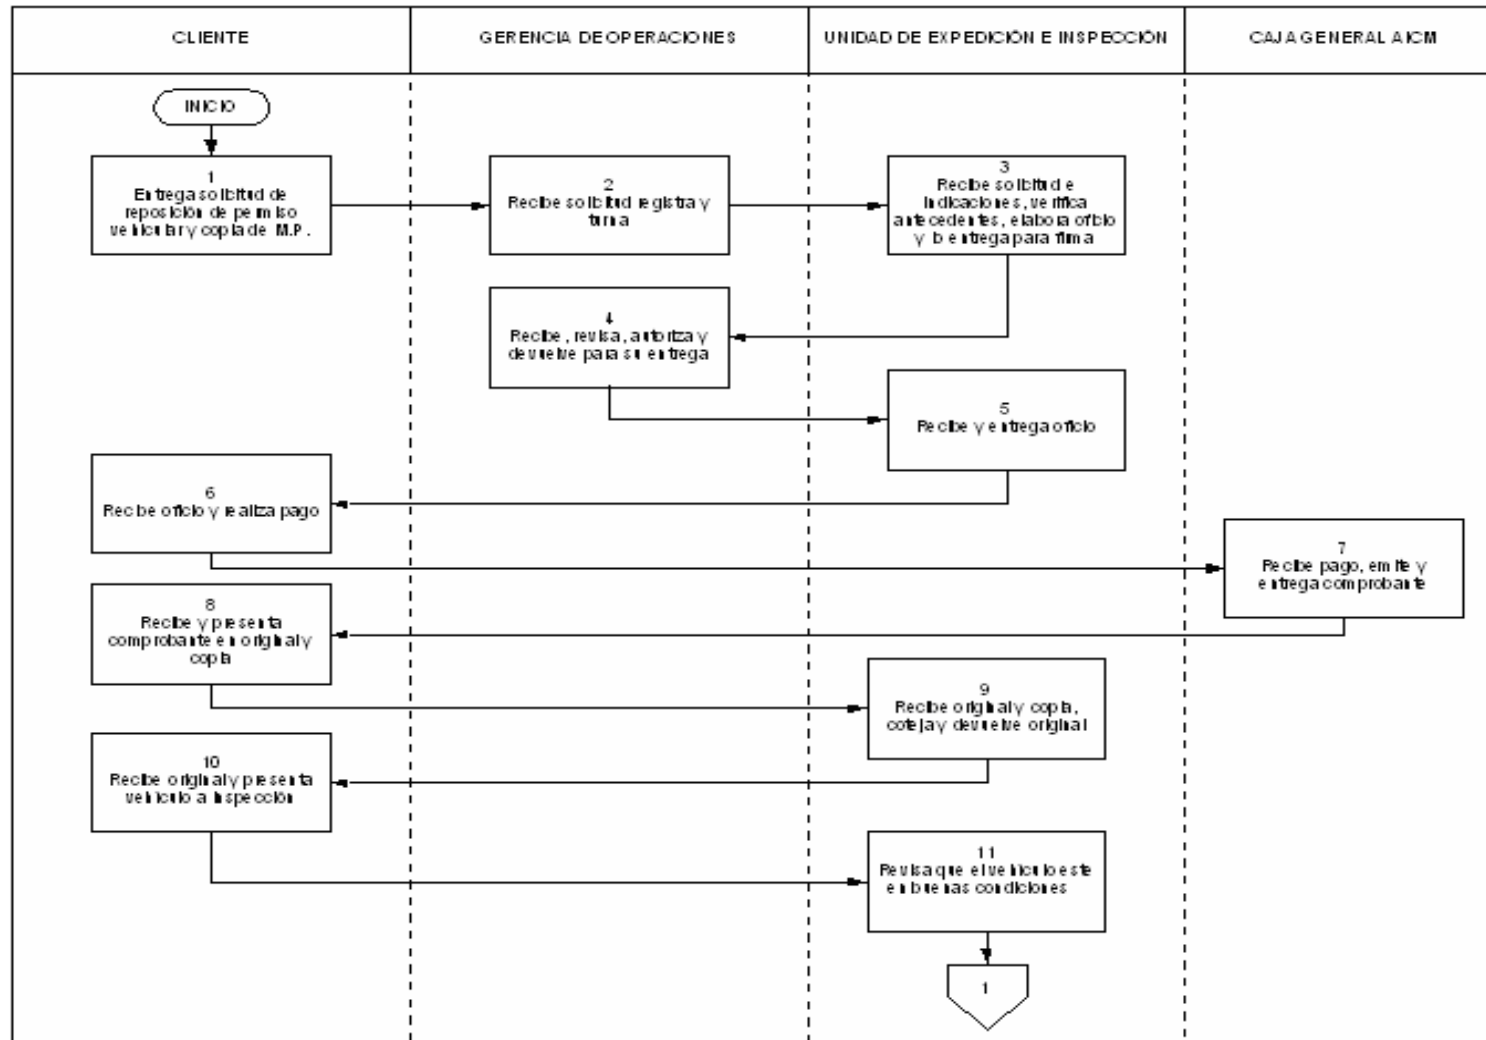 CLIENTE
GERENCIA DE OPERACIONES
UNIDAD DE EXPEDICIÓN E INSPECCIÓN
CAJA GENERAL AICM
INICIO
1
Entrega solicitud de
reposición de permiso
vehicular y copia de M.P.
2
Recibe solicitud registra y
turna
3
Recibe solicitud e
indicaciones, verifica
antecedentes, elabora oficio
y lo entrega para firma
4
Recibe, revisa, autoriza y
devuelve para su entrega
5
Recibe y entrega oficio
6
Recibe oficio y realiza pago
7
Recibe pago, emite y
entrega comprobante
8
Recibe y presenta
comprobante en original y
copia
9
Recibe original y copia,
coteja y devuelve original
10
Recibe original y presenta
vehículo a inspección
11
Revisa que el vehículo este
en buenas condiciones
1